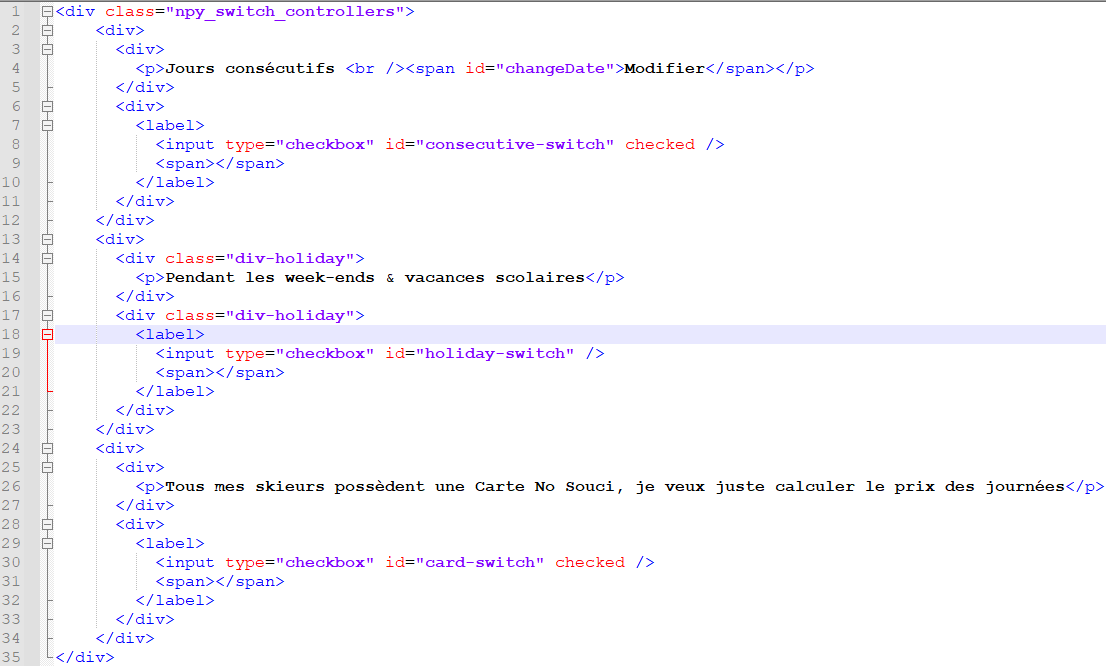 1 <div class="npy_switch_controllers">
2 <div>
3 <div>
4 <p>Jours consécutifs <br /><span id="changeDate">Modifier</span></p>
5 </div>
6 <div>
7 <label>
8 <input type="checkbox" id="consecutive-switch" checked />
9 <span></span>
10 </label>
11 </div>
12 </div>
13 <div>
14 <div class="div-holiday">
15 <p>Pendant les week-ends & vacances scolaires</p>
16 </div>
17 <div class="div-holiday">
18 <label>
19 <input type="checkbox" id="holiday-switch" />
20 <span></span>
21 </label>
22 </div>
23 </div>
24 <div>
25 <div>
26 <p>Tous mes skieurs possèdent une Carte No Souci, je veux juste calculer le prix des journées</p>
27 </div>
28 <div>
29 <label>
30 <input type="checkbox" id="card-switch" checked />
31 <span></span>
32 </label>
33 </div>
34 </div>
35 </div>